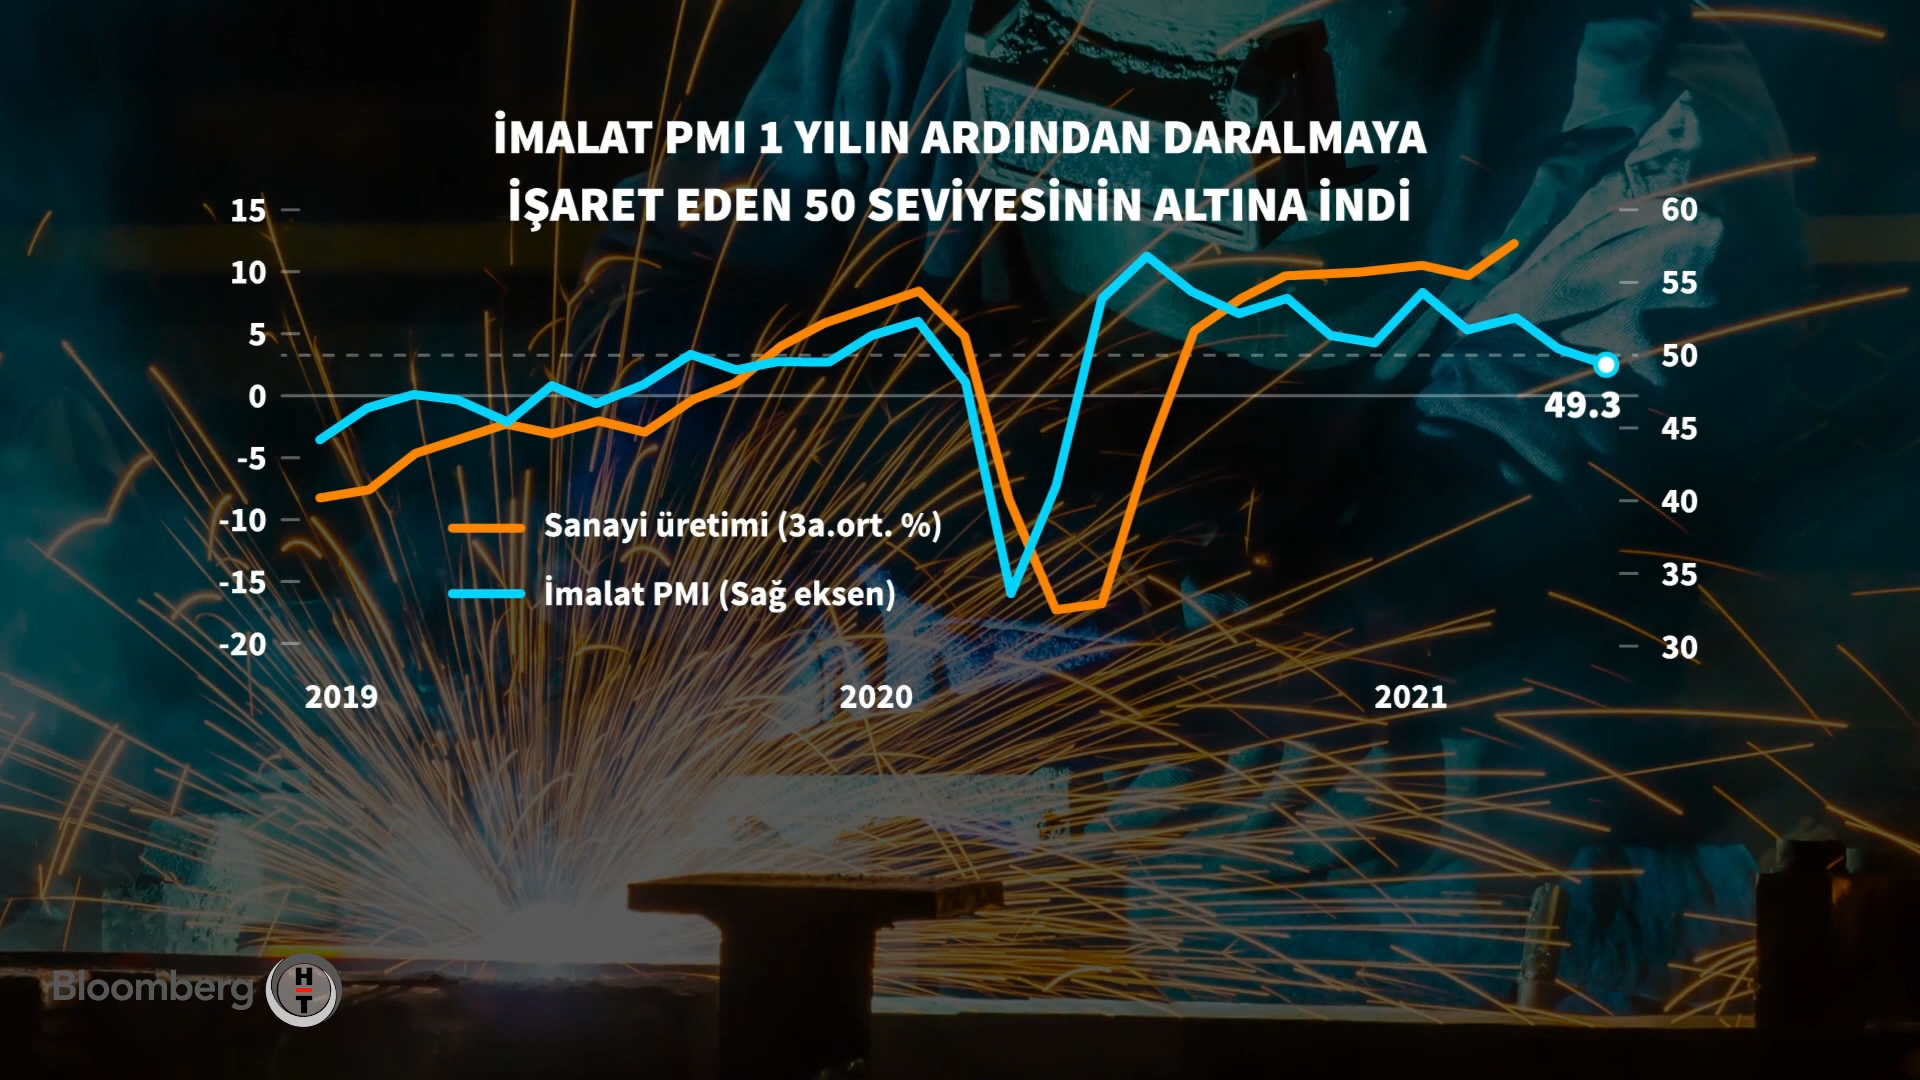 İMALAT PMI 1 YILIN ARDINDAN DARALMAYA
İŞARET EDEN 50 SEVİYESİNİN ALTINA İNDİ
15
10
5
0
-5
-10
-15
-20
60
55
50
45
40
35
30
49.3
Sanayi üretimi (3a.ort. %)
İmalat PMI (Sağ eksen)
2019 2020 2021
Bloomberg HT